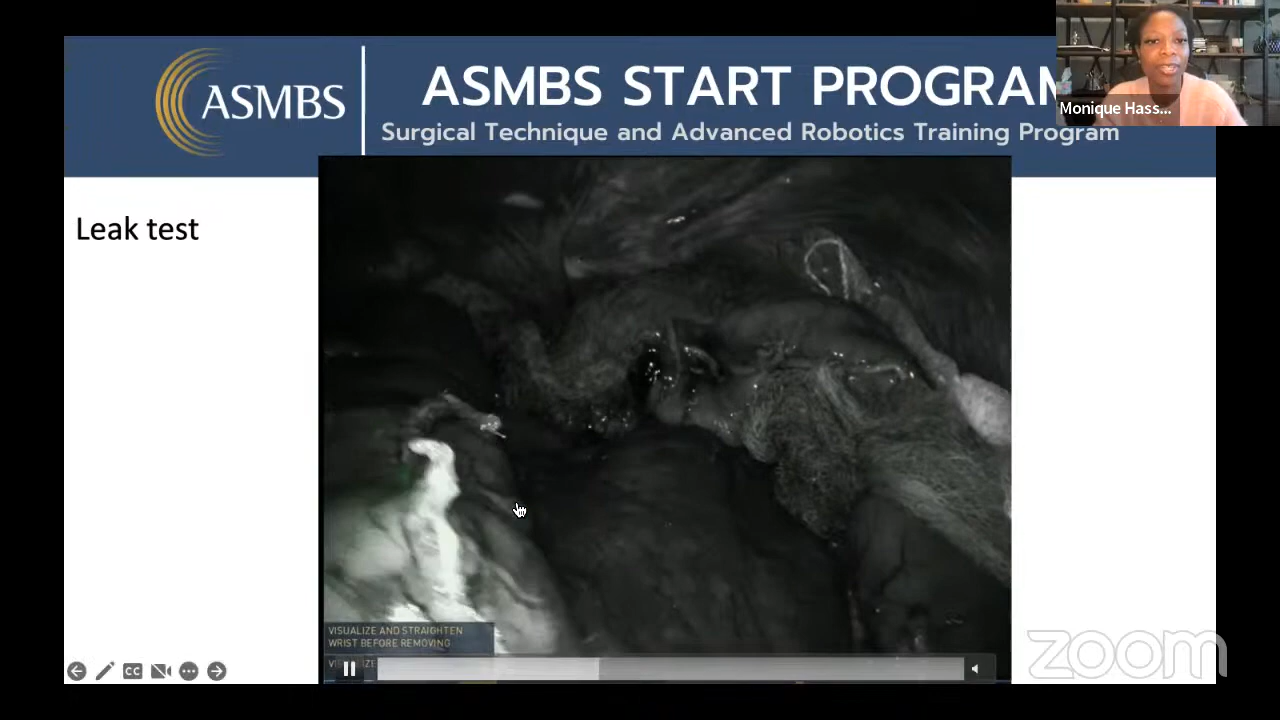 ASMBS
ASMBS START PROGRAM
Surgical Technique and Advanced Robotics Training Program
Monique Hass...
Leak test
VISUALIZE AND STRAIGHTEN
WRIST BEFORE REMOVING
CC
zoom